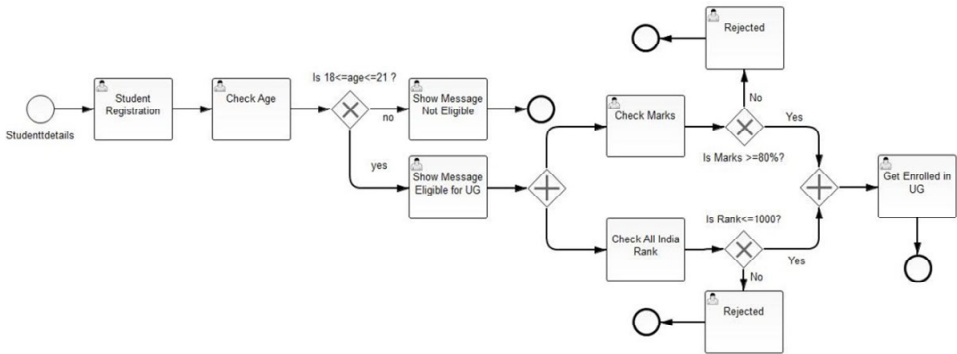 Studenttdetails
Student
Registration
Check Age
Is 18<=age<=21 ?
no
Show Message
Not Eligible
yes
Show Message
Eligible for UG
Check Marks
Is Marks >=80%?
No
Rejected
Yes
Check All India
Rank
Is Rank<=1000?
Yes
No
Rejected
Get Enrolled in
UG